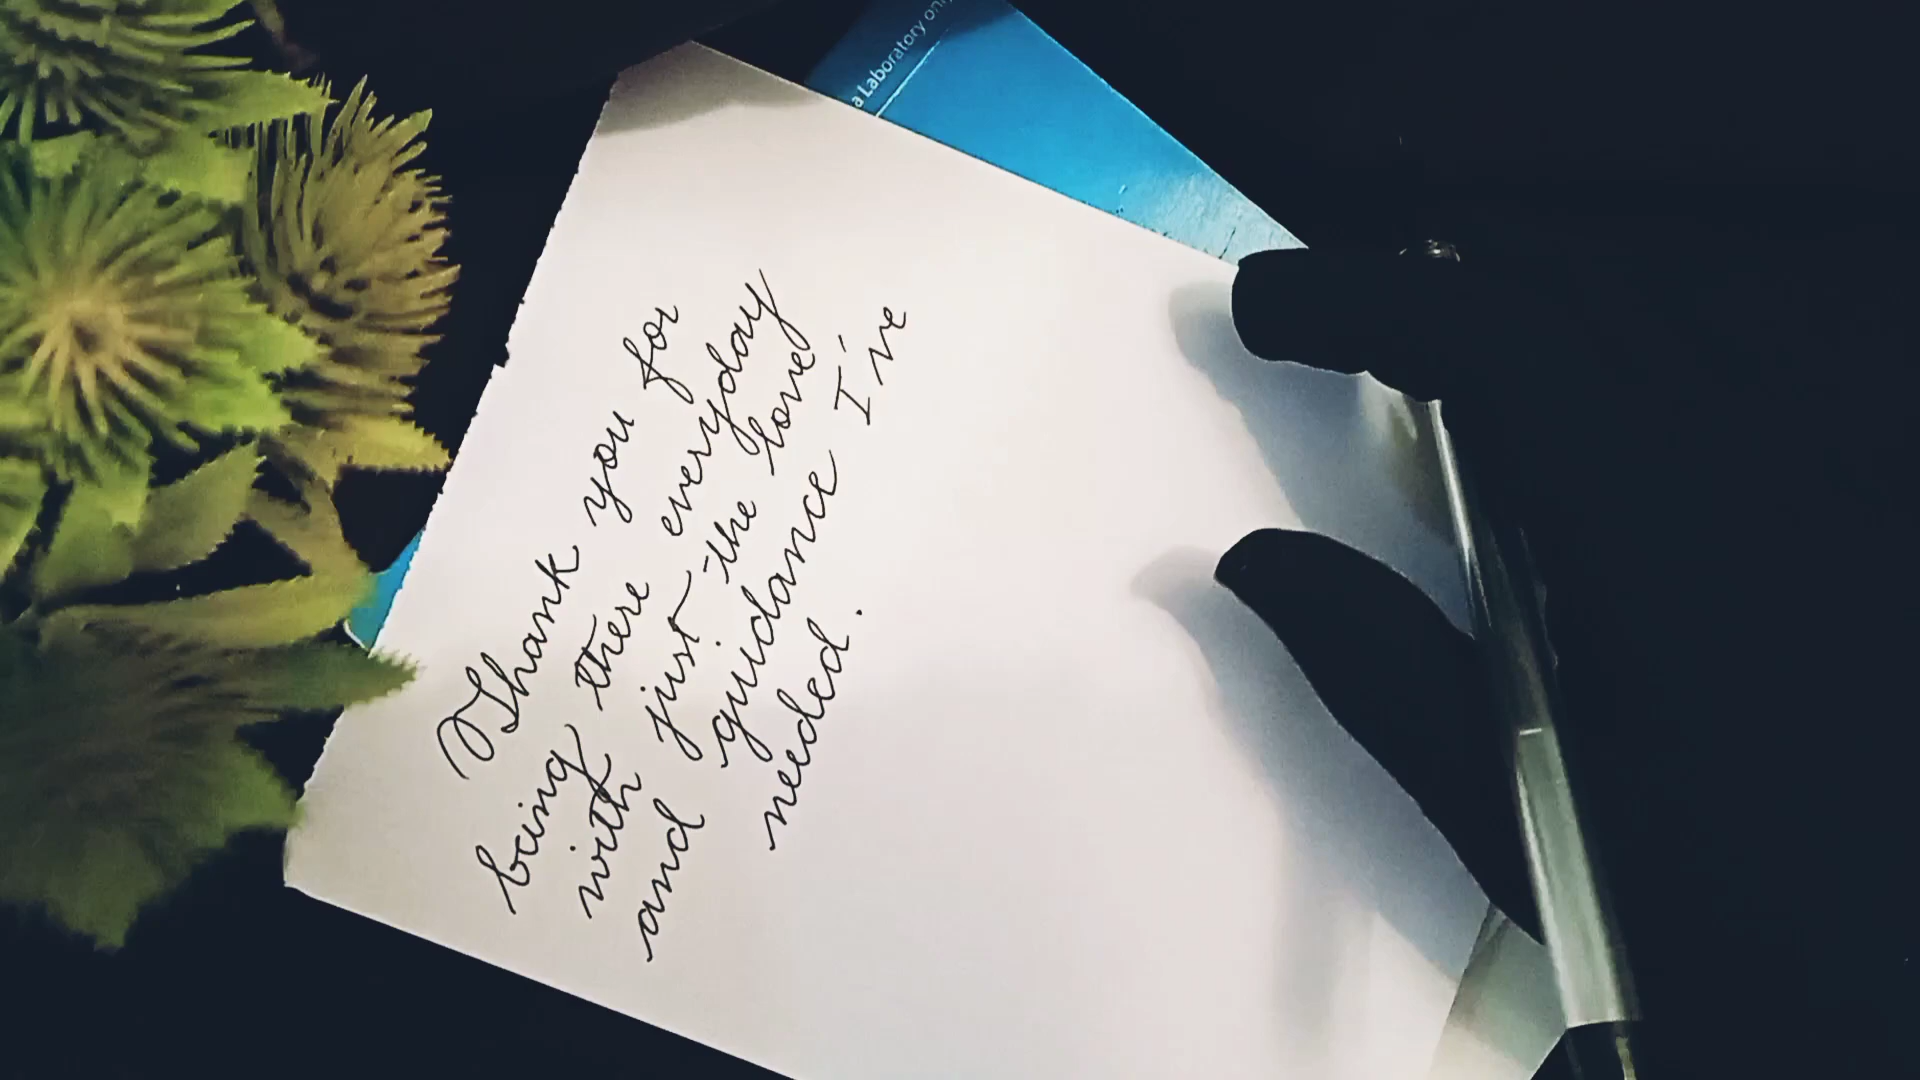 Thank you for
being there everyday
with just the love
and guidance I've
needed.
a Laboratory only